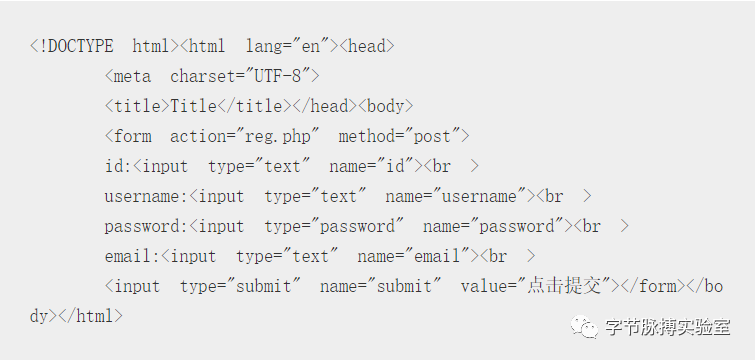 <!DOCTYPE html><html lang="en"><head>
<meta charset="UTF-8">
<title>Title</title></head><body>
<form action="reg.php" method="post">
id:<input type="text" name="id"><br >
username:<input type="text" name="username"><br >
password:<input type="password" name="password"><br >
email:<input type="text" name="email"><br >
<input type="submit" name="submit" value="点击提交"></form></bo
dy></html>
字节脉搏实验室